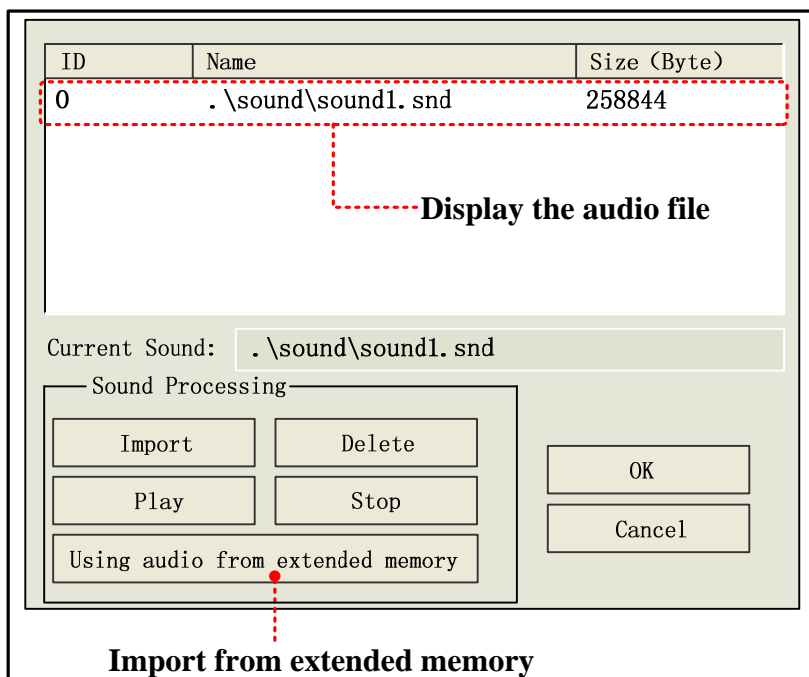 ID Name Size (Byte)
0 .\sound\sound1.snd 258844
Display the audio file
Current Sound: .\sound\sound1.snd
Sound Processing
Import Delete
OK
Play Stop
Cancel
Using audio from extended memory
Import from extended memory